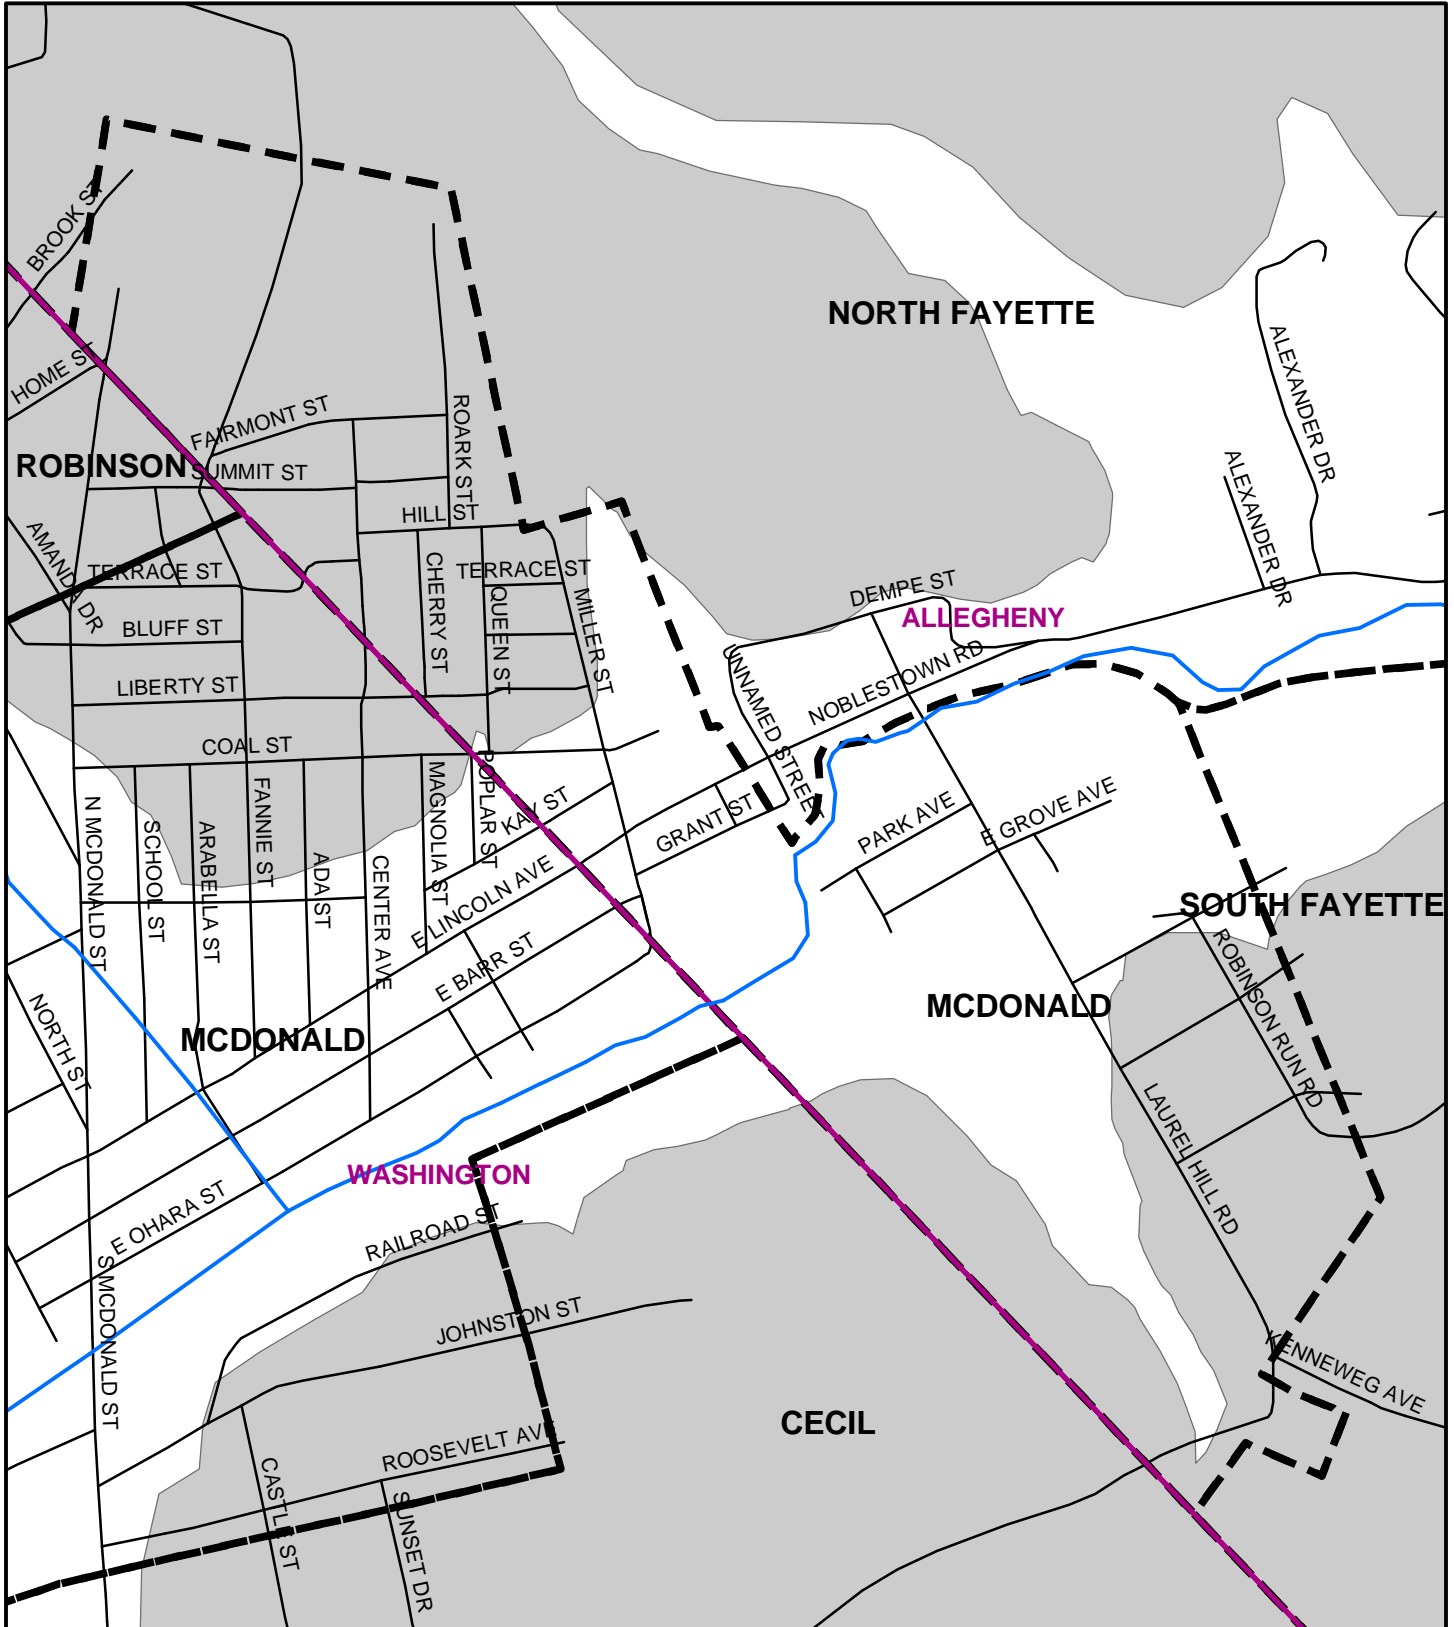 BROOK ST
NORTH FAYETTE
HOME ST
ALEXANDER DR
FAIRMONT ST
ROARK ST
ROBINSON
SUMMIT ST
ALEXANDER DR
HILL ST
AMANDA DR
TERRACE ST
CHERRY ST
TERRACE ST
QUEEN ST
MILLER ST
DEMPE ST
ALLEGHENY
BLUFF ST
UNNAMED STREET
NOBLESTOWN RD
LIBERTY ST
COAL ST
N MCDONALD ST
SCHOOL ST
ARABELLA ST
FANNIE ST
ADA ST
CENTER AVE
MAGNOLIA ST
POPLAR ST
KAY ST
GRANT ST
PARK AVE
E GROVE AVE
E LINCOLN AVE
SOUTH FAYETTE
E BARR ST
ROBINSON RUN RD
NORTH ST
MCDONALD
MCDONALD
LAUREL HILL RD
WASHINGTON
E OHARA ST
RAILROAD ST
S MCDONALD ST
JOHNSTON ST
KENNEWEG AVE
CECIL
ROOSEVELT AVE
CASTLE ST
SUNSET DR